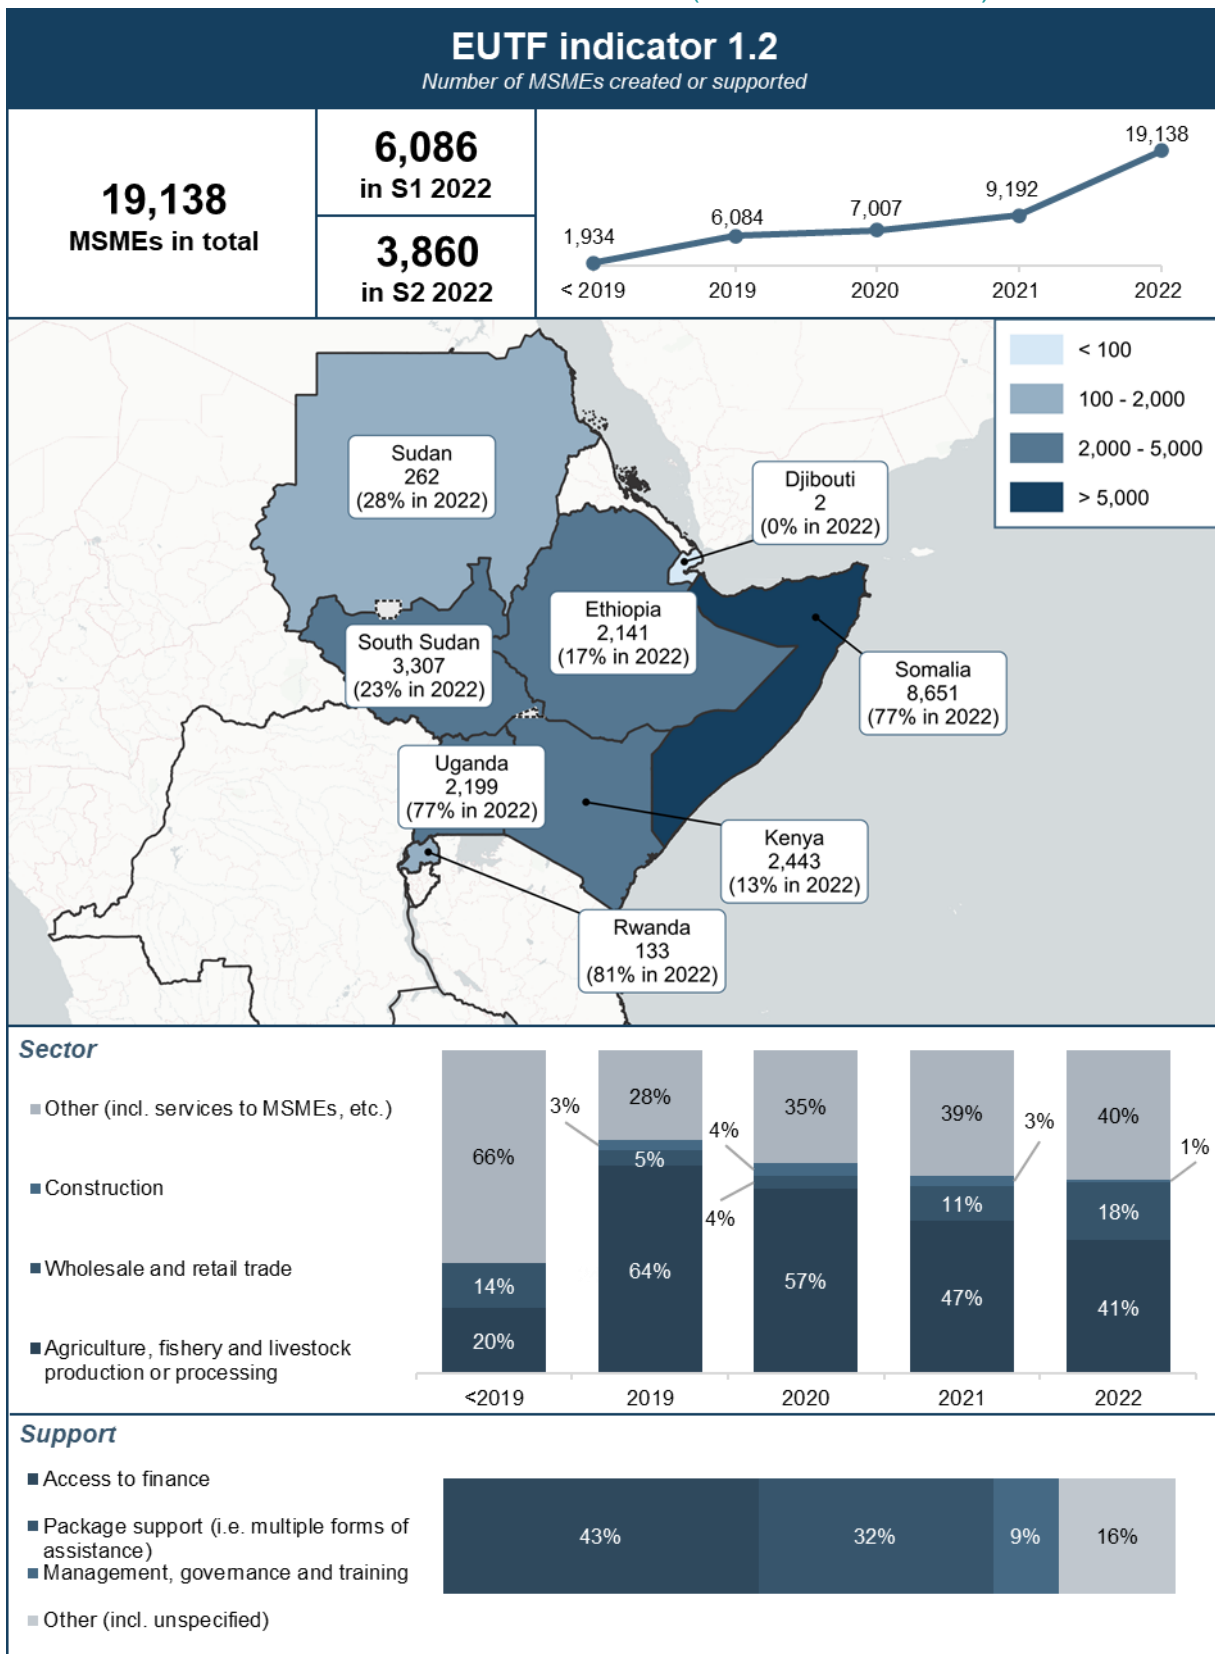 EUTF indicator 1.2
Number of MSMEs created or supported
19,138
MSMEs in total
6,086
in S1 2022
3,860
in S2 2022
1,934
6,084
7,007
9,192
19,138
< 2019
2019
2020
2021
2022
< 100
100 - 2,000
2,000 - 5,000
> 5,000
Sudan
262
(28% in 2022)
Djibouti
2
(0% in 2022)
Ethiopia
2,141
(17% in 2022)
South Sudan
3,307
(23% in 2022)
Somalia
8,651
(77% in 2022)
Uganda
2,199
(77% in 2022)
Kenya
2,443
(13% in 2022)
Rwanda
133
(81% in 2022)
Sector
Other (incl. services to MSMEs, etc.)
Construction
Wholesale and retail trade
Agriculture, fishery and livestock
production or processing
66%
14%
20%
3%
28%
5%
64%
4%
35%
4%
57%
39%
3%
11%
47%
40%
1%
18%
41%
<2019
2019
2020
2021
2022
Support
Access to finance
Package support (i.e. multiple forms of
assistance)
Management, governance and training
Other (incl. unspecified)
43%
32%
9%
16%